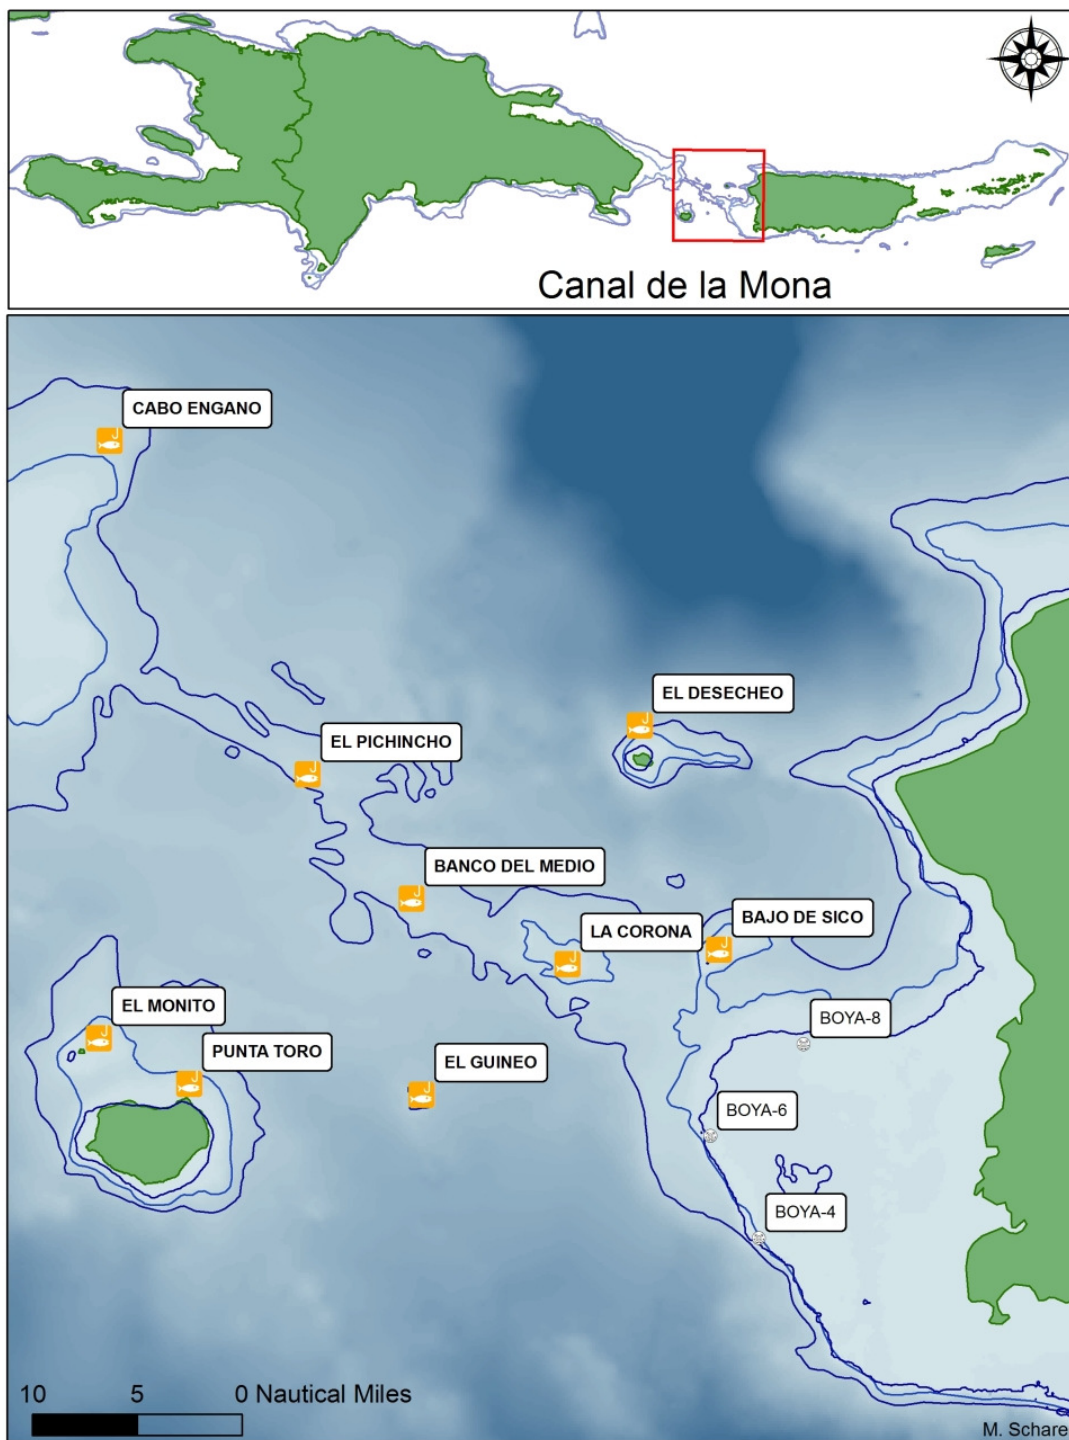 Canal de la Mona
CABO ENGANO
EL DESECHEO
EL PICHINCHO
BANCO DEL MEDIO
LA CORONA
BAJO DE SICO
EL MONITO
BOYA-8
PUNTA TORO
EL GUINEO
BOYA-6
BOYA-4
10 5 0 Nautical Miles
M. Schare